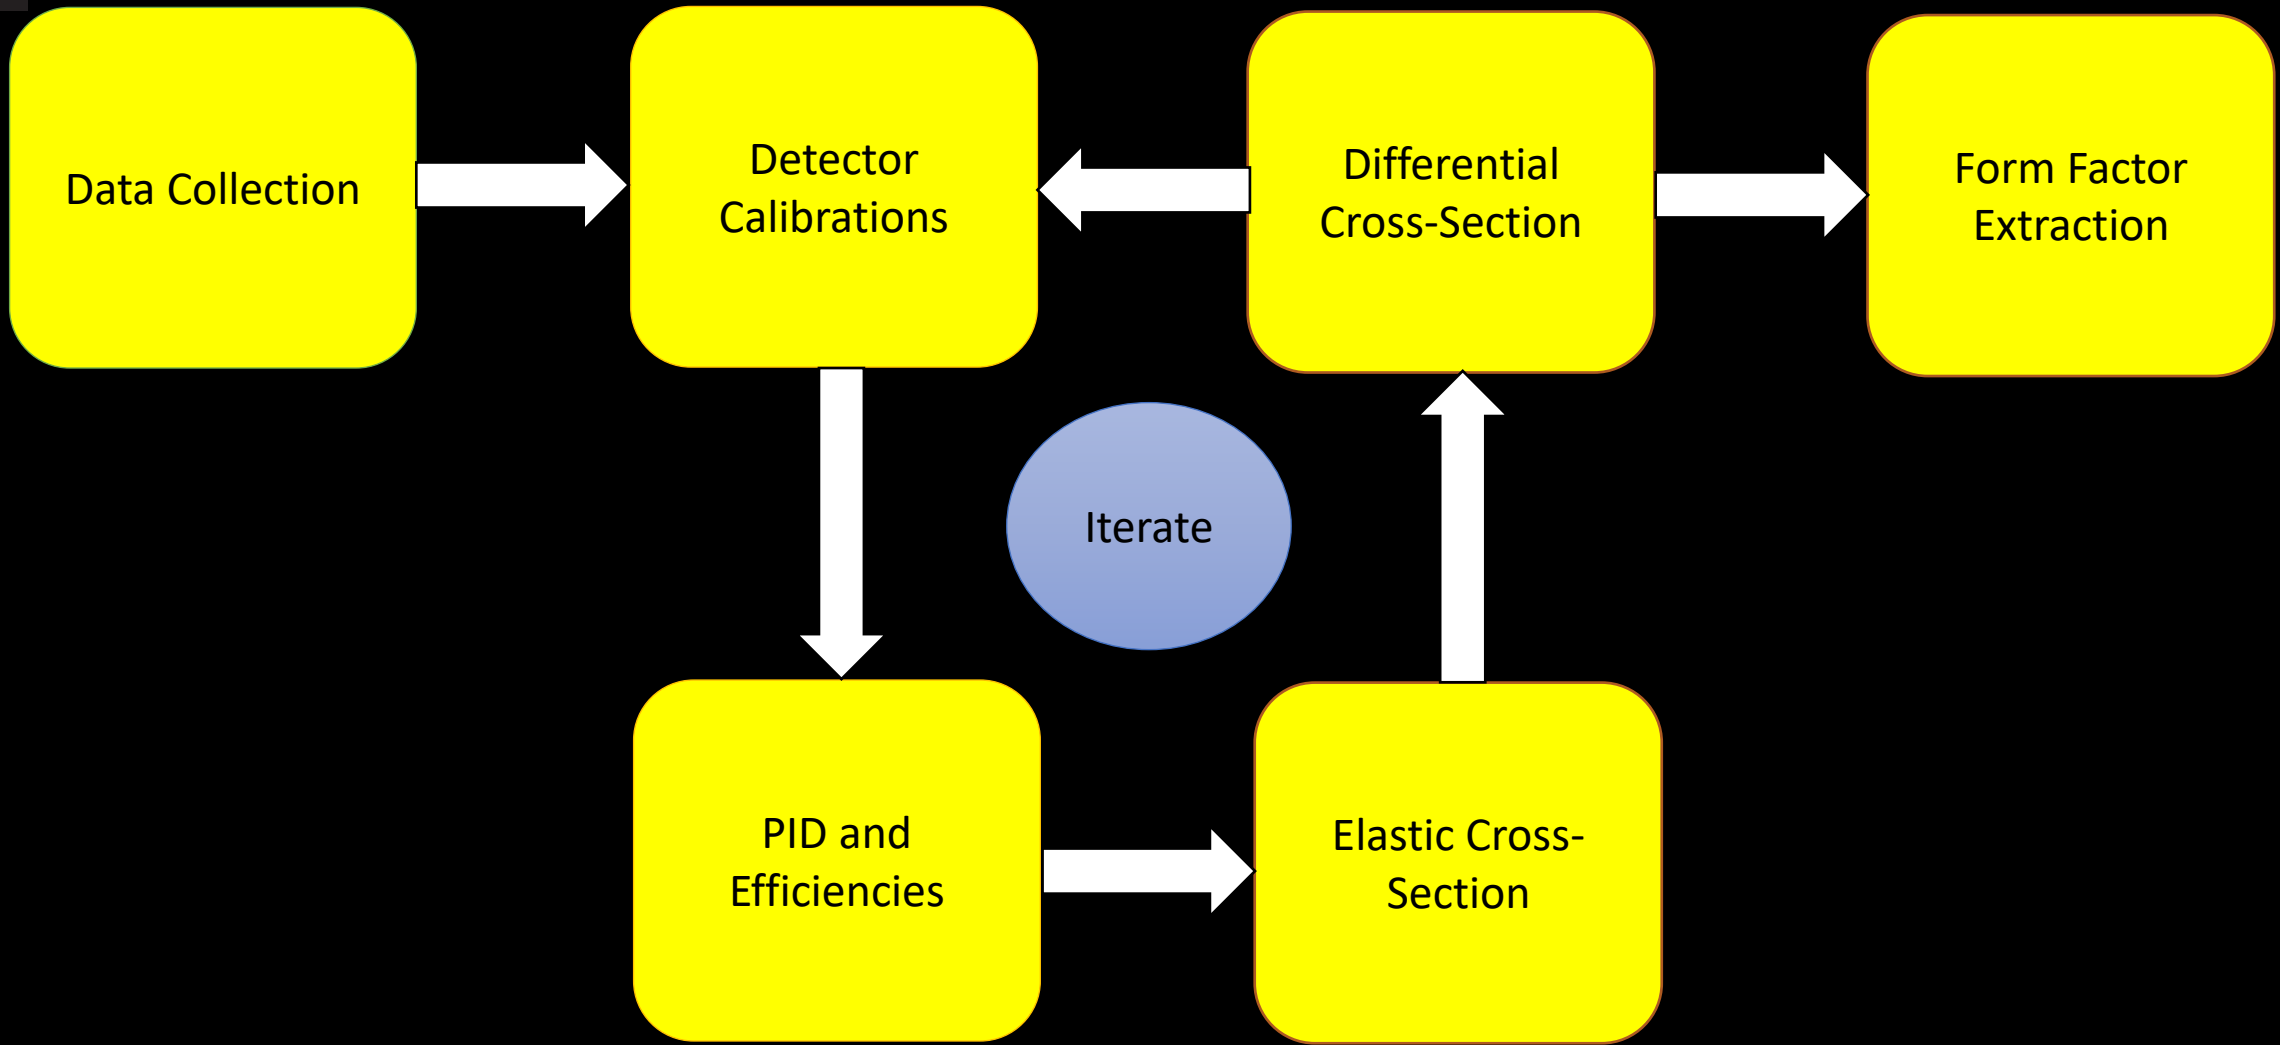 Data Collection
Detector
Calibrations
Differential
Cross-Section
Form Factor
Extraction
Iterate
PID and
Efficiencies
Elastic Cross-
Section